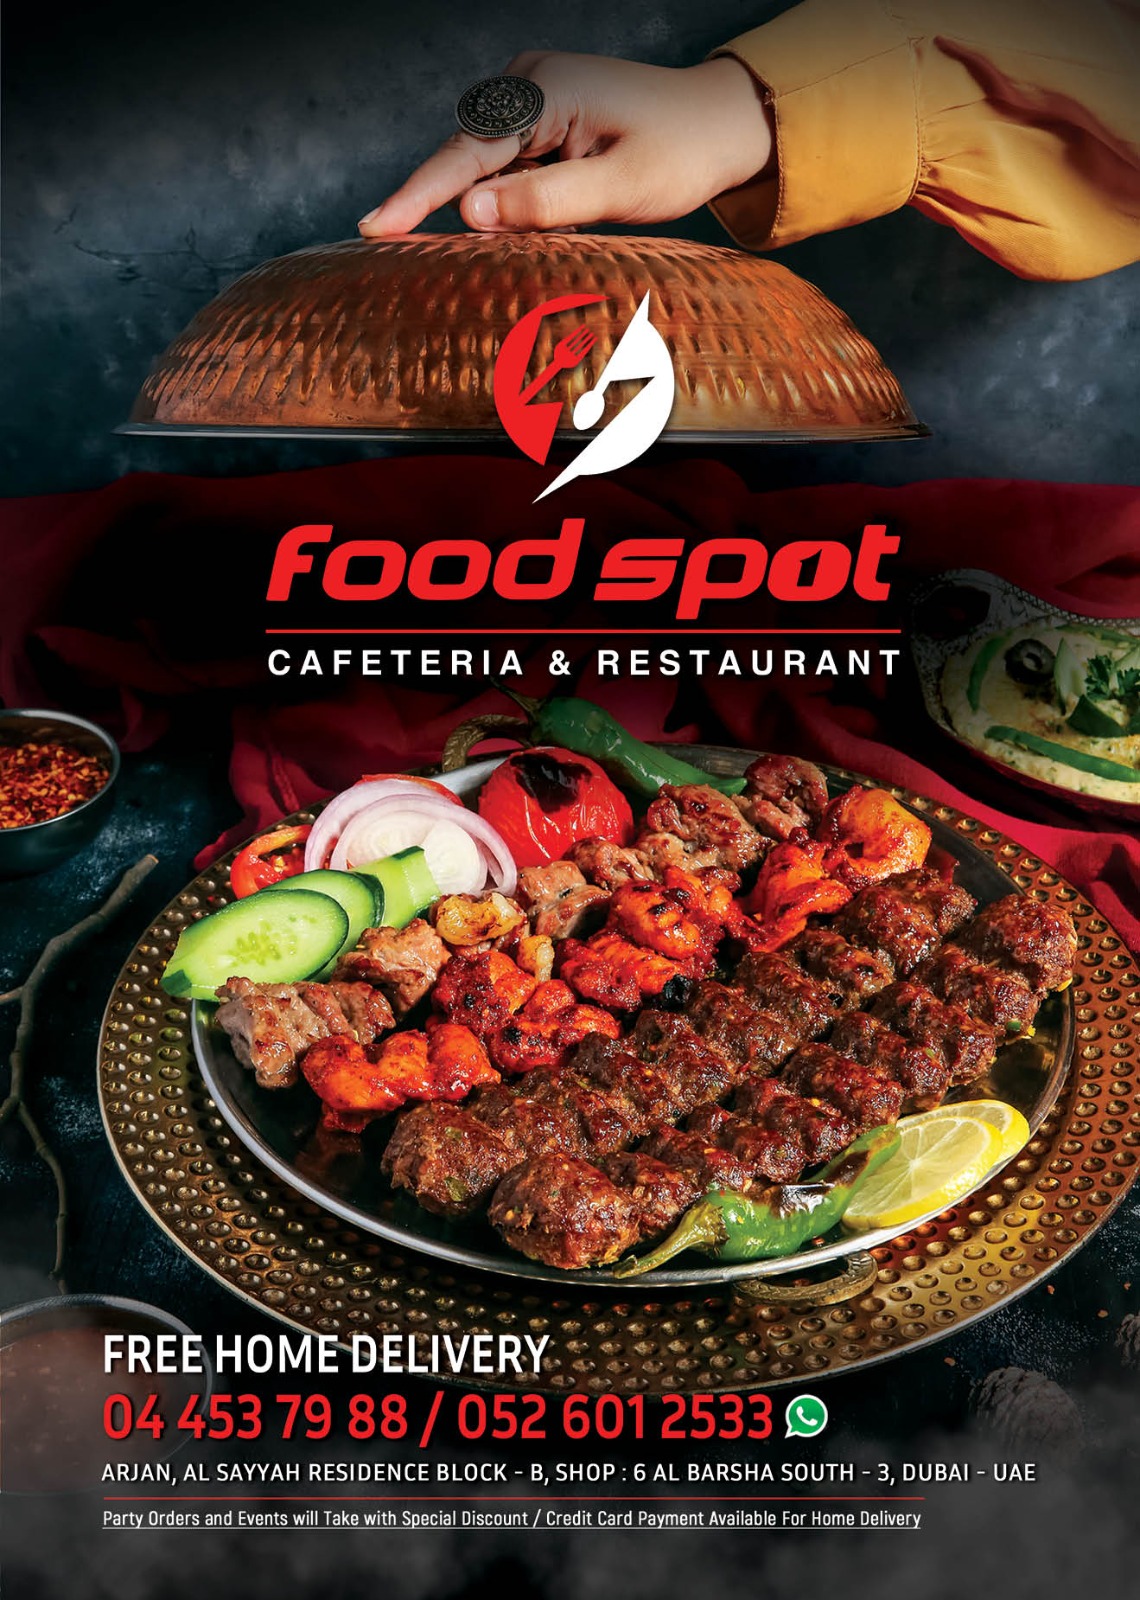 food spot
CAFETERIA & RESTAURANT
FREE HOME DELIVERY
04 453 79 88 / 052 601 2533
ARJAN, AL SAYYAH RESIDENCE BLOCK - B, SHOP : 6 AL BARSHA SOUTH - 3, DUBAI - UAE
Party Orders and Events will Take with Special Discount / Credit Card Payment Available For Home Delivery